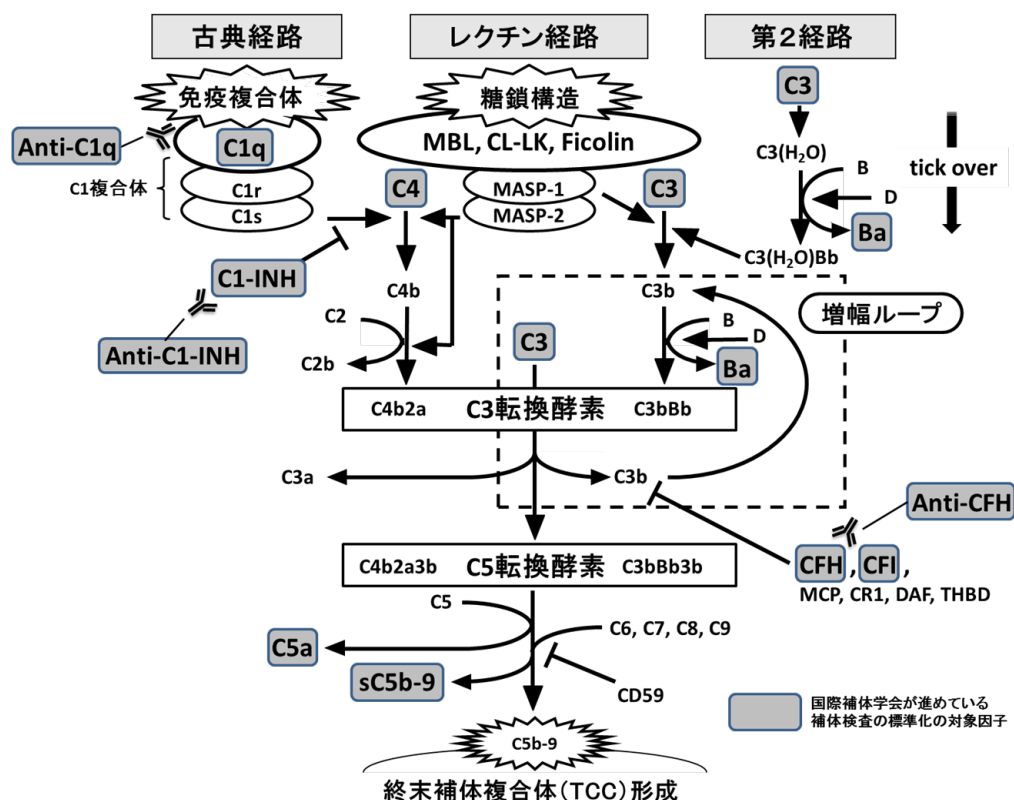 古典経路
レクチン経路
第2経路
免疫複合体
糖鎖構造
C3
Anti-C1q
C1q
MBL, CL-LK, Ficolin
C3(H₂O)
tick over
B
D
Ba
C1複合体
C1r
C1s
C4
MASP-1
MASP-2
C3
C3(H₂O)Bb
C1-INH
Anti-C1-INH
C4b
C3b
増幅ループ
C2
C2b
C3
B
D
Ba
C4b2a C3転換酵素 C3bBb
C3a
C3b
Anti-CFH
CFH , CFI ,
MCP, CR1, DAF, THBD
C4b2a3b C5転換酵素 C3bBb3b
C5
C6, C7, C8, C9
C5a
sC5b-9
CD59
C5b-9
終末補体複合体(TCC)形成
国際補体学会が進めている
補体検査の標準化の対象因子